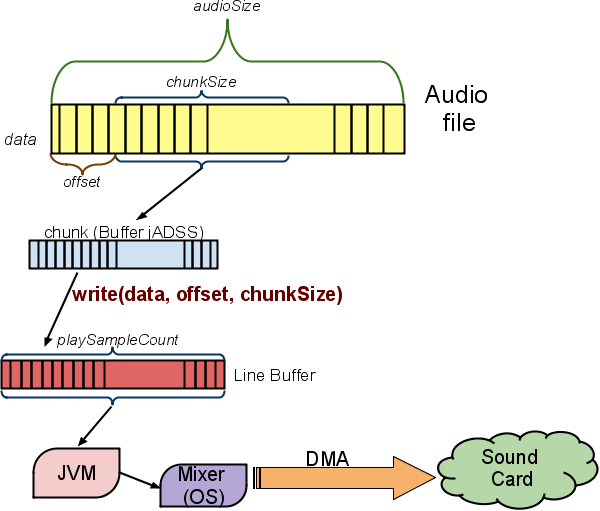 audioSize
chunkSize
Audio
file
data
offset
chunk (Buffer jADSS)
write(data, offset, chunkSize)
playSampleCount
Line Buffer
JVM
Mixer
(OS)
DMA
Sound
Card